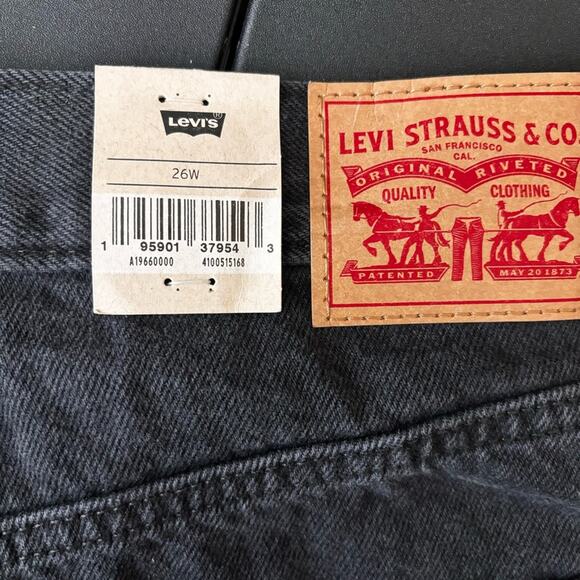 LEVI'S ®
26W
1 95901 37954 3
A19660000 4100515168
LEVI STRAUSS & CO.
SAN FRANCISCO
CAL.
ORIGINAL RIVETED
QUALITY CLOTHING
PATENTED MAY 20 1873